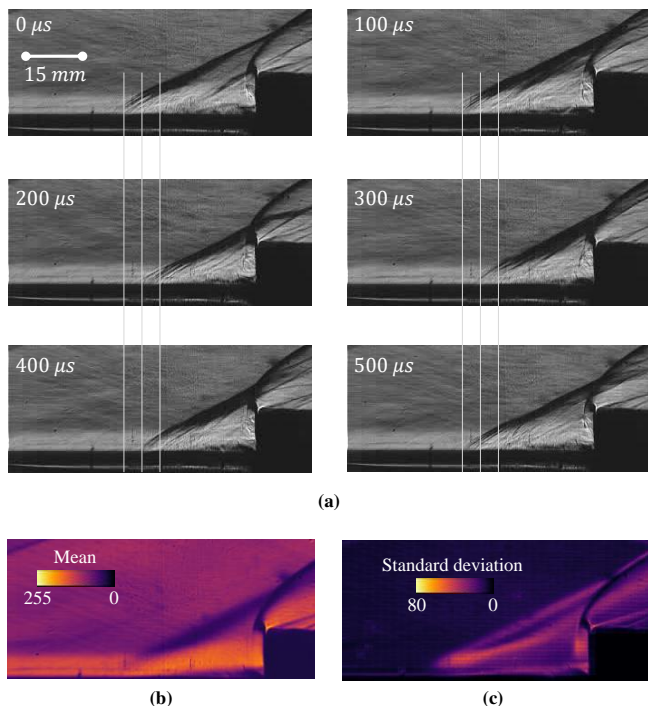 0 μs
100 μs
15 mm
200 μs
300 μs
400 μs
500 μs
(a)
Mean
255 0
Standard deviation
80 0
(b)
(c)